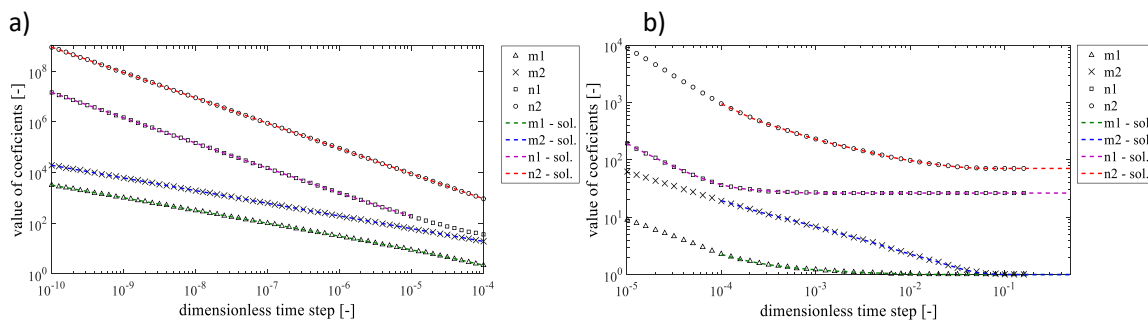 a)
value of coeficients [-]
10^8
10^6
10^4
10^2
10^0
10^-10
10^-9
10^-8
10^-7
10^-6
10^-5
10^-4
dimensionless time step [-]
m1
m2
n1
n2
m1 - sol.
m2 - sol.
n1 - sol.
n2 - sol.
b)
value of coeficients [-]
10^4
10^3
10^2
10^1
10^0
10^-5
10^-4
10^-3
10^-2
10^-1
dimensionless time step [-]
m1
m2
n1
n2
m1 - sol.
m2 - sol.
n1 - sol.
n2 - sol.